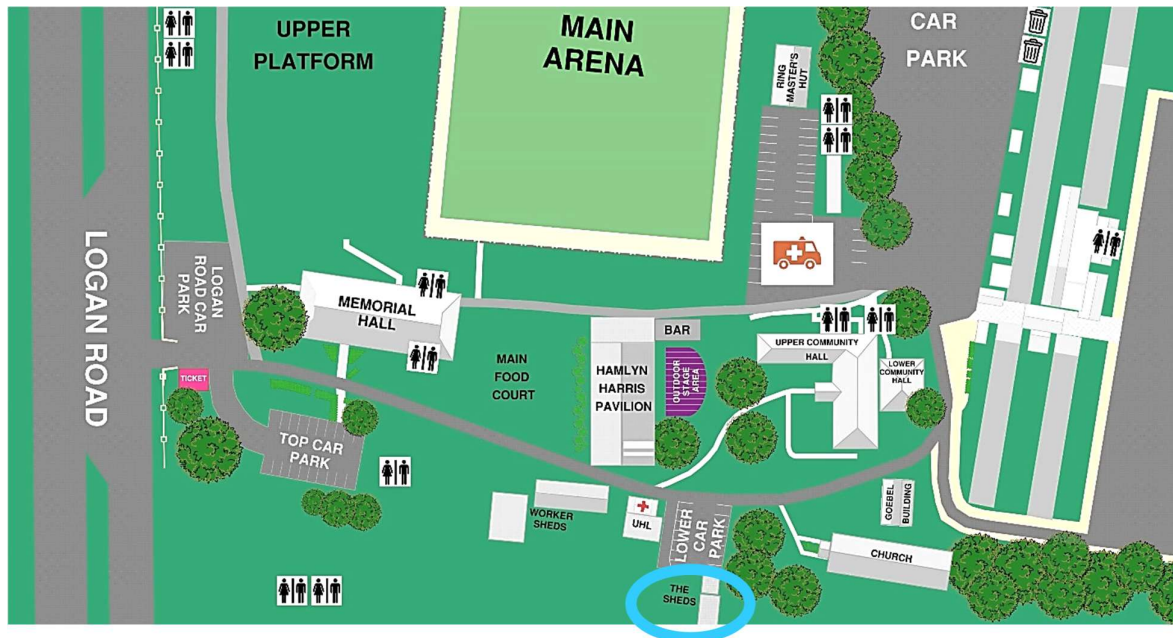 UPPER
PLATFORM
MAIN
ARENA
CAR
PARK
RING
MASTER'S
HUT
LOGAN ROAD
LOGAN
ROAD CAR
PARK
MEMORIAL
HALL
BAR
UPPER COMMUNITY
HALL
MAIN
FOOD
COURT
HAMLYN
HARRIS
PAVILION
OUTDOOR
STAGE
AREA
LOWER
COMMUNITY
HALL
TICKET
TOP CAR
PARK
WORKER
SHEDS
UHL
LOWER
CAR
PARK
GOEBEL
BUILDING
CHURCH
THE
SHEDS